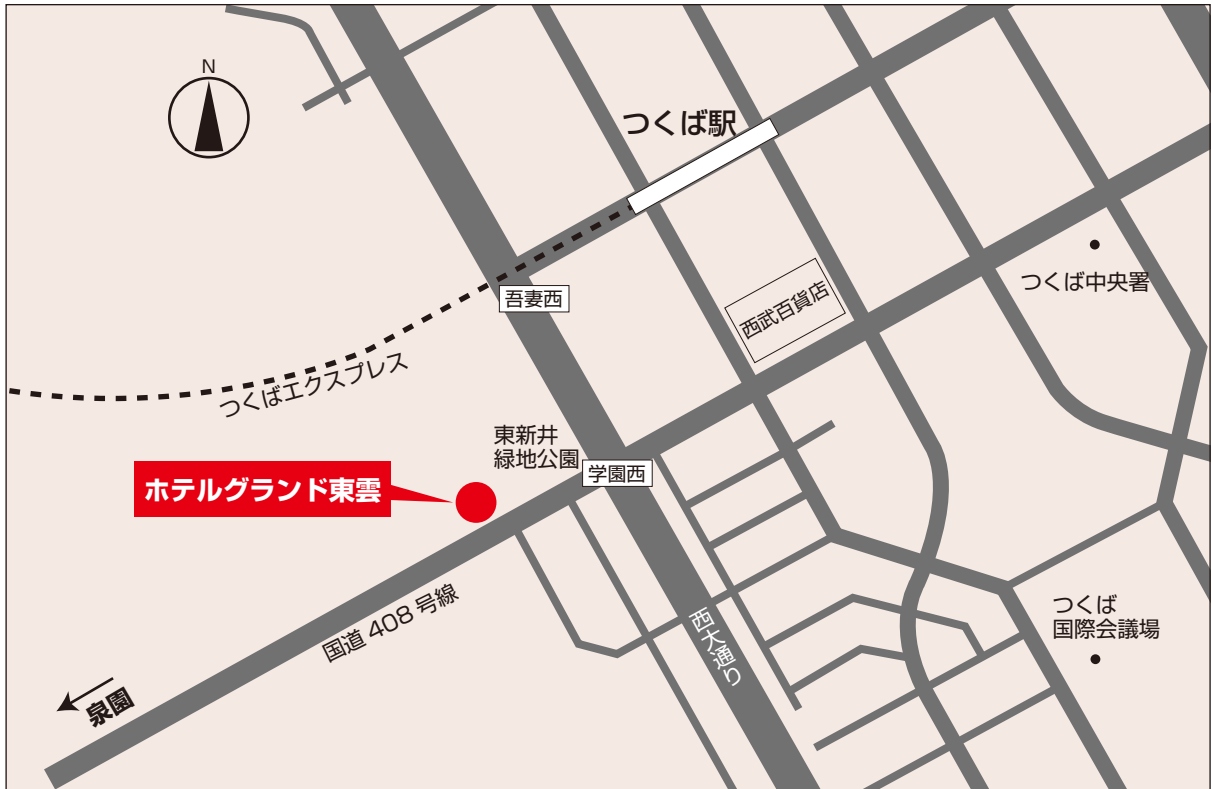 N
つくば駅
つくば中央署
西武百貨店
吾妻西
つくばエクスプレス
東新井
緑地公園
学園西
ホテルグランド東雲
国道 408 号線
西大通り
つくば
国際会議場
泉園